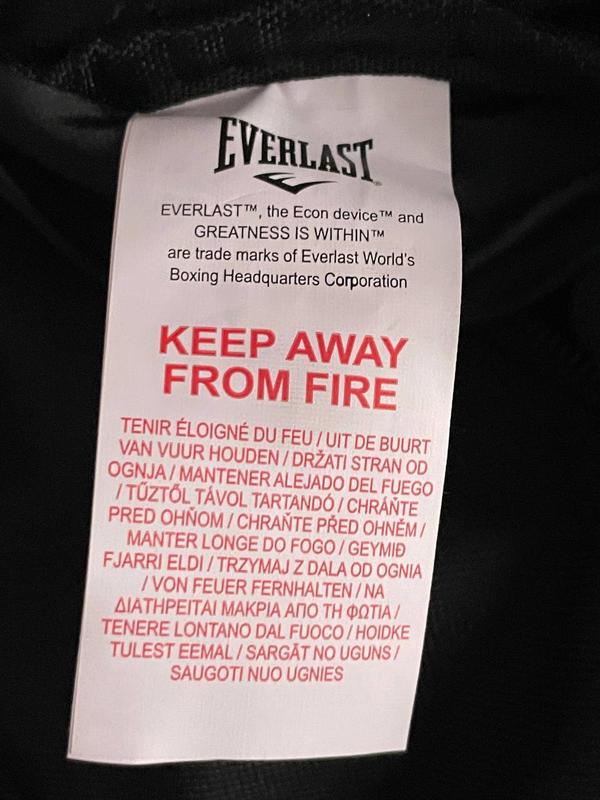 EVERLAST
EVERLAST™, the Econ device™ and
GREATNESS IS WITHIN™
are trade marks of Everlast World's
Boxing Headquarters Corporation
KEEP AWAY
FROM FIRE
TENIR ÉLOIGNÉ DU FEU / UIT DE BUURT
VAN VUUR HOUDEN / DRŽATI STRAN OD
OGNJA / MANTENER ALEJADO DEL FUEGO
/ TŰZTŐL TÁVOL TARTANDÓ / CHRÁŇTE
PRED OHŇOM / CHRAŇTE PŘED OHNĚM /
MANTER LONGE DO FOGO / GEYMIÐ
FJARRI ELDI / TRZYMAJ Z DALA OD OGNIA
/ VON FEUER FERNHALTEN / NA
ΔΙΑΤΗΡΕΙΤΑΙ ΜΑΚΡΙΑ ΑΠΟ ΤΗ ΦΩΤΙΑ /
TENERE LONTANO DAL FUOCO / HOIDKE
TULEST EEMAL / SARGĀT NO UGUNS /
SAUGOTI NUO UGNIES